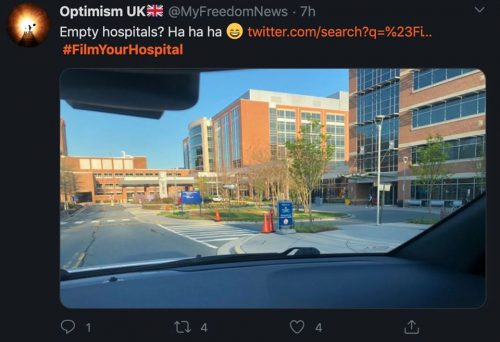 Optimism UK @MyFreedomNews · 7h
Empty hospitals? Ha ha ha twitter.com/search?q=%23Fi...
#FilmYourHospital
1 4 4